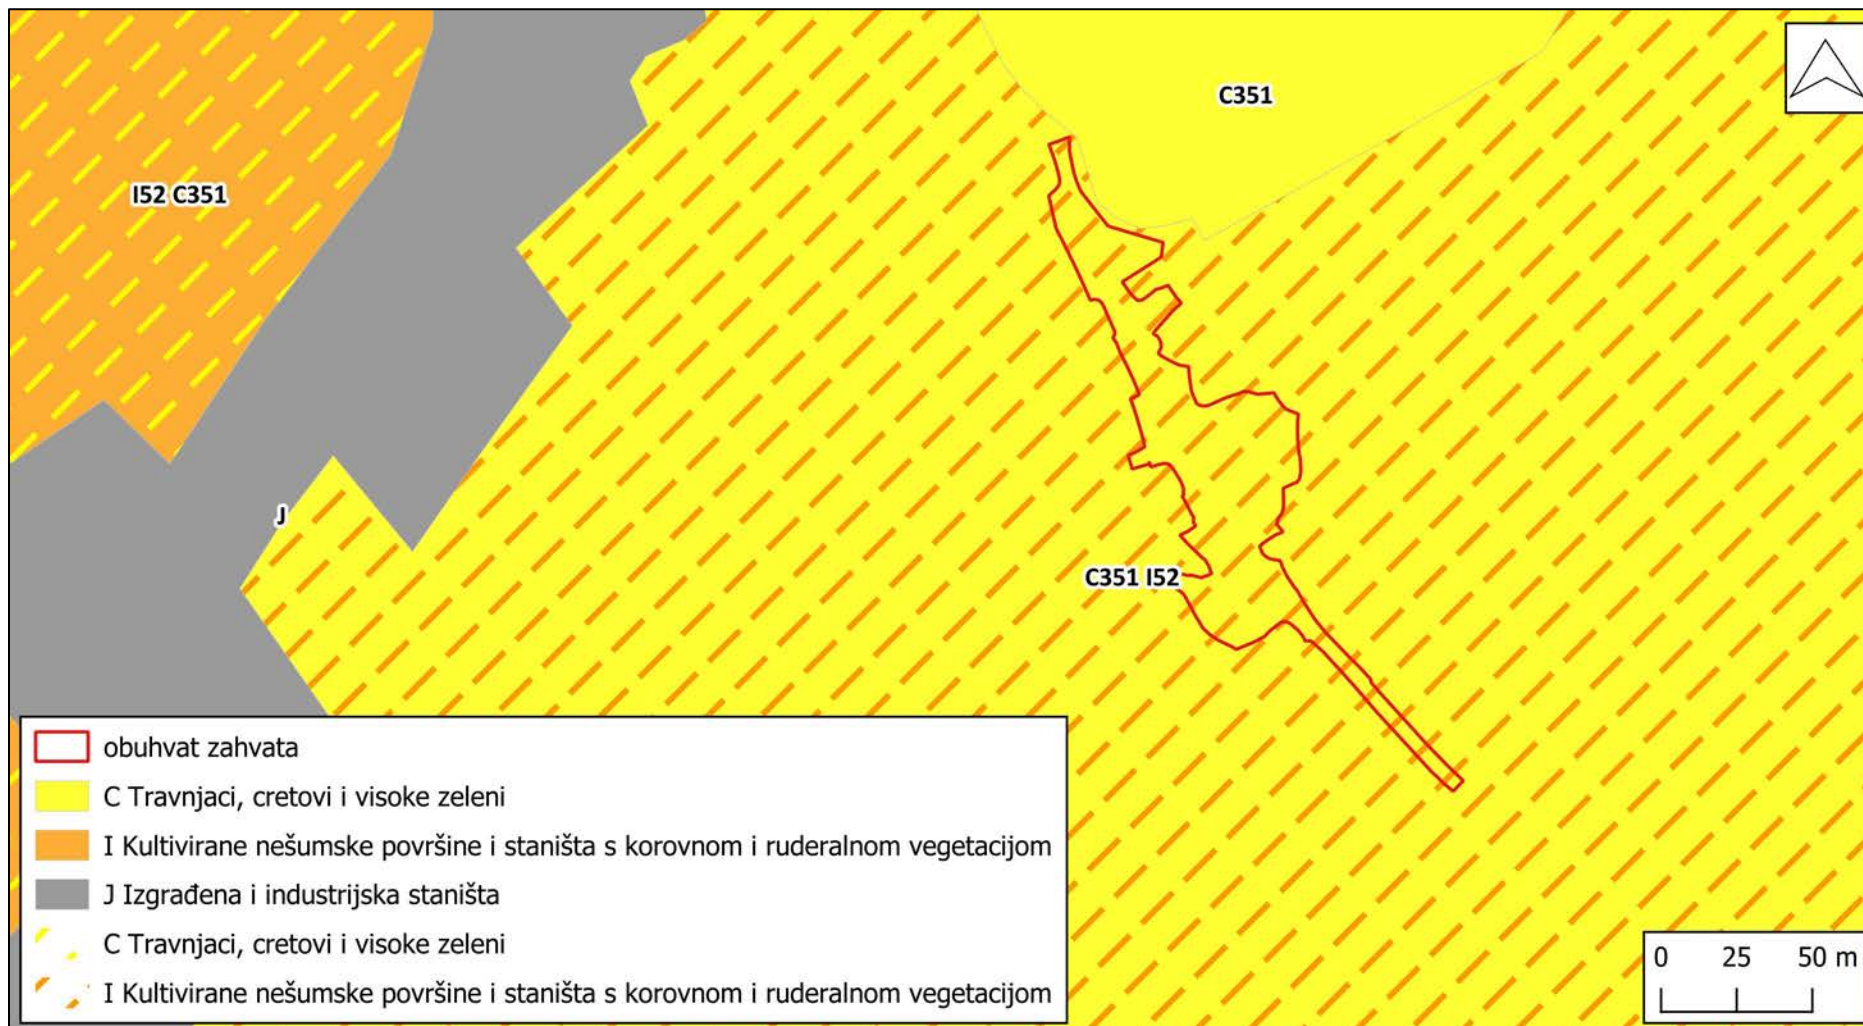 C351
I52 C351
J
C351 I52
obuhvat zahvata
C Travnjaci, cretovi i visoke zeleni
I Kultivirane nešumske površine i staništa s korovnom i ruderalnom vegetacijom
J Izgrađena i industrijska staništa
C Travnjaci, cretovi i visoke zeleni
I Kultivirane nešumske površine i staništa s korovnom i ruderalnom vegetacijom
0 25 50 m